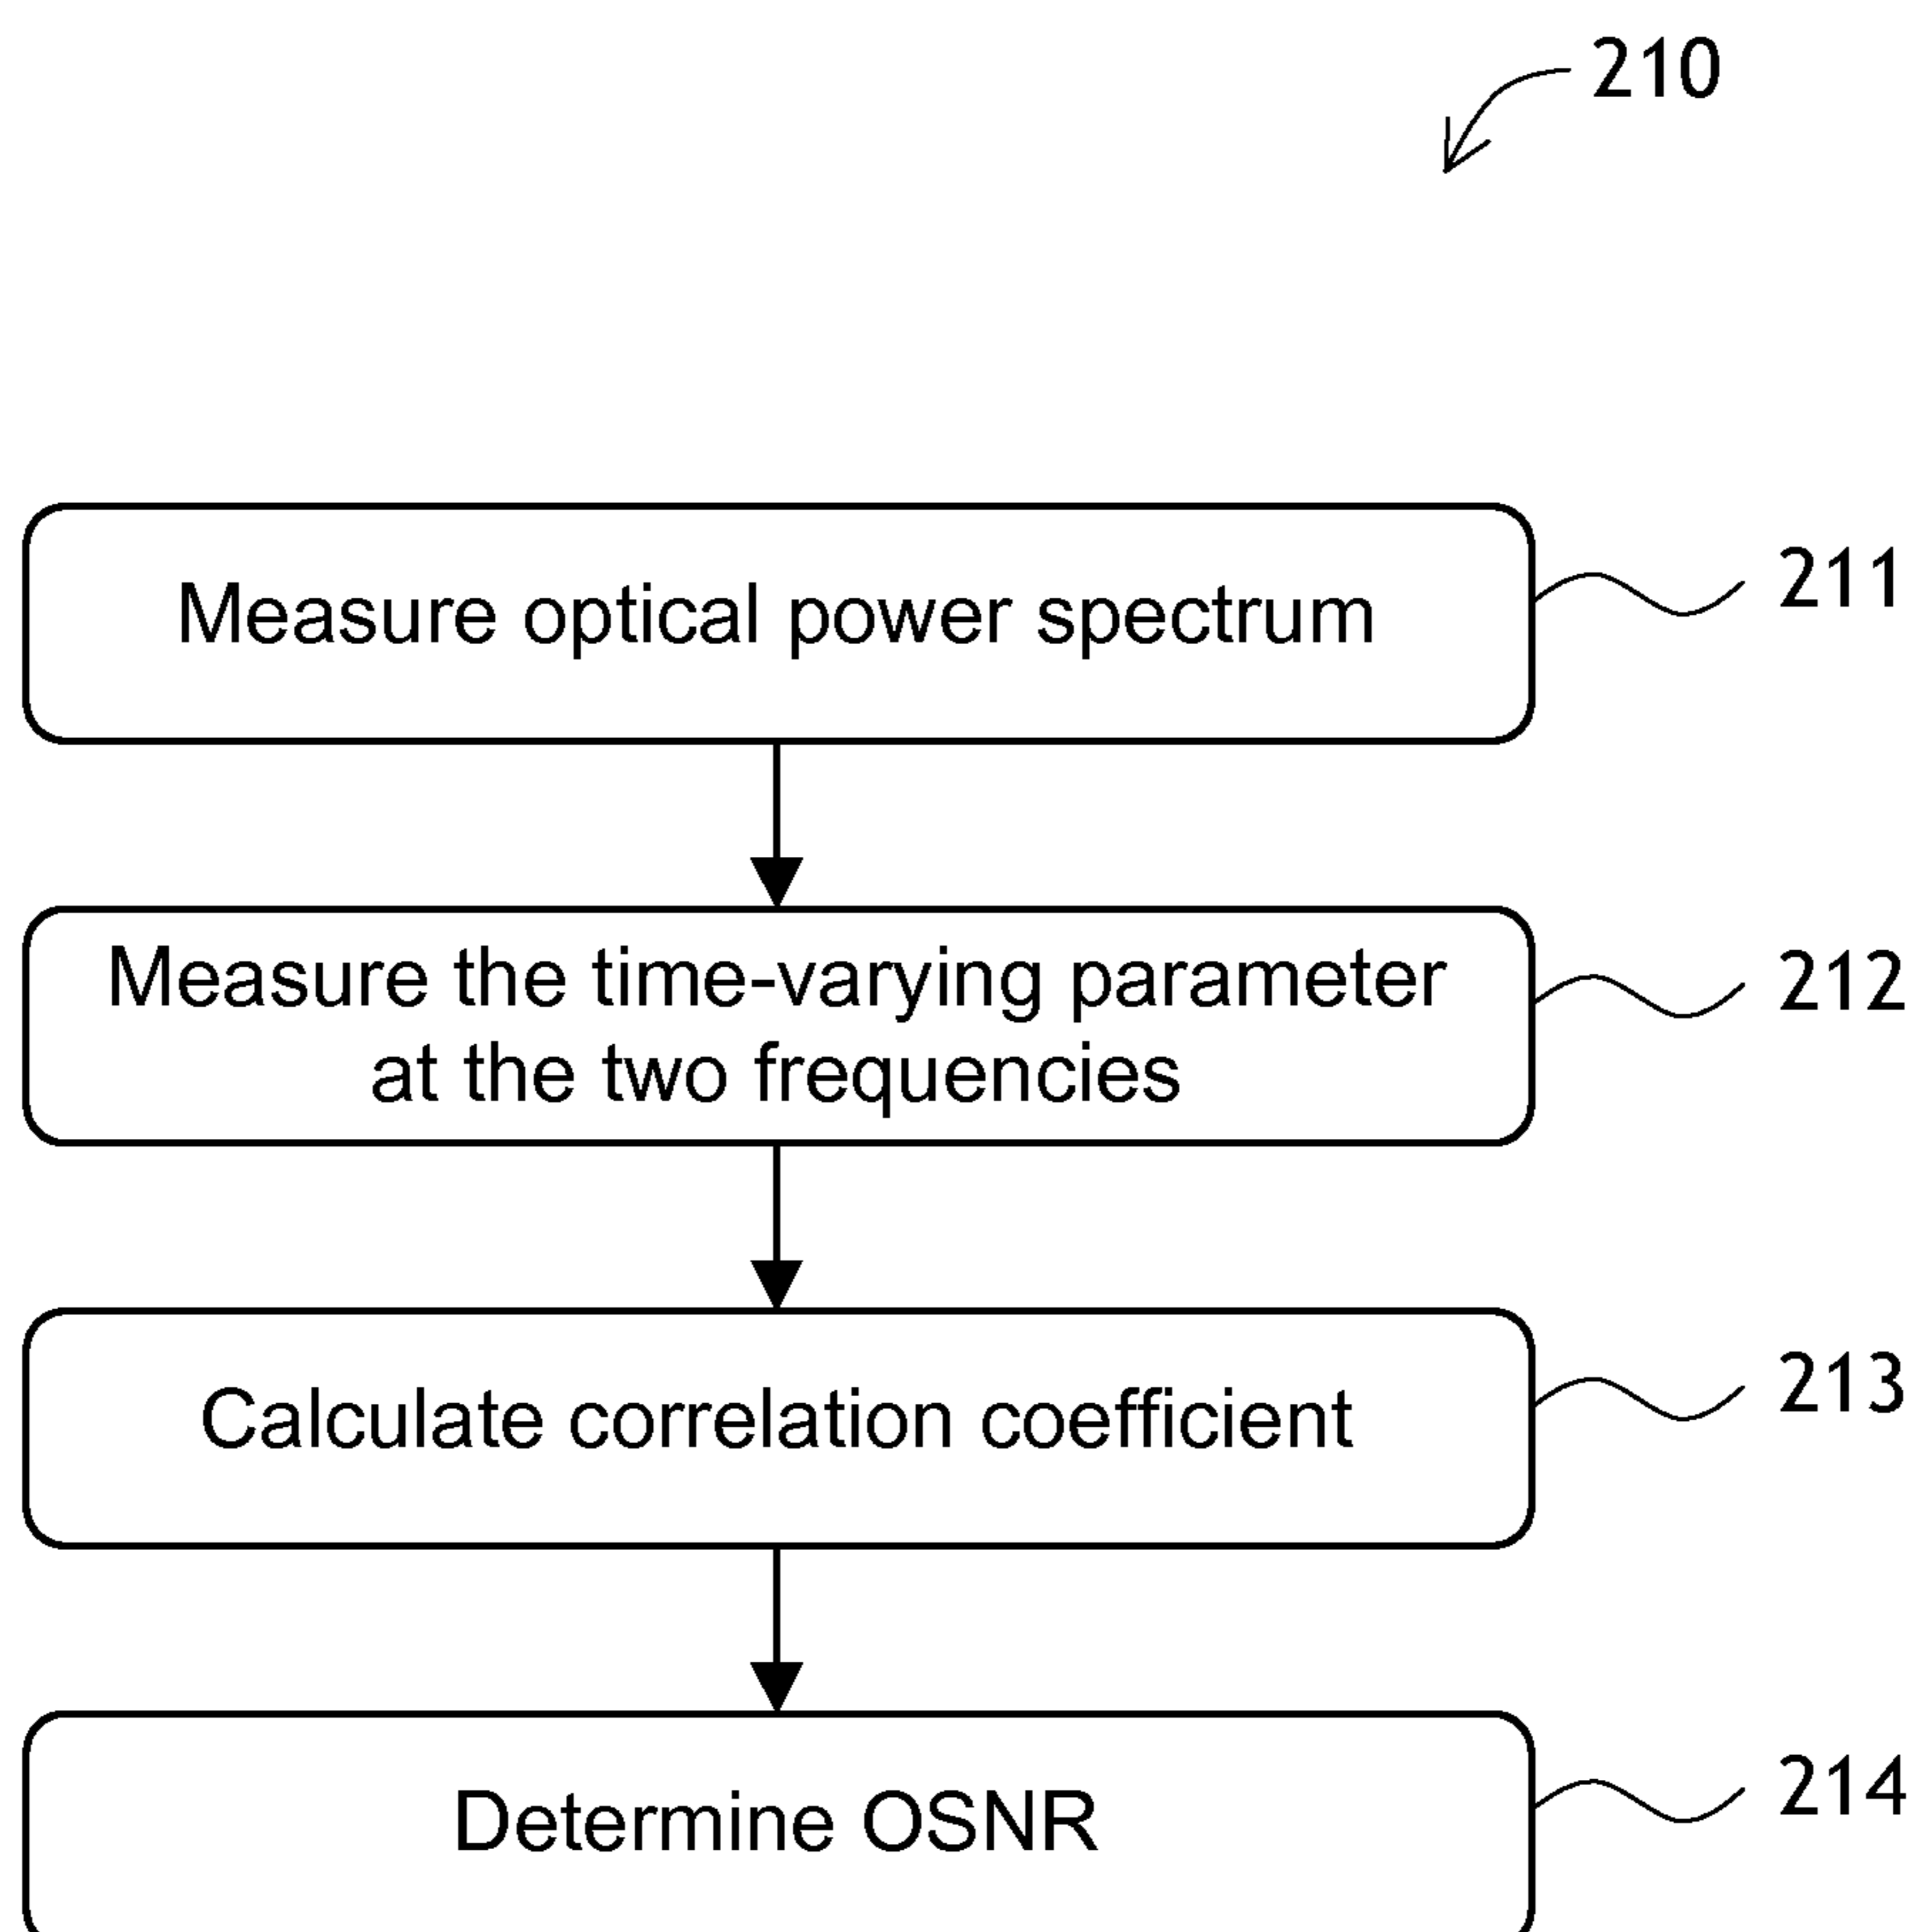 210
Measure optical power spectrum
211
Measure the time-varying parameter
at the two frequencies
212
Calculate correlation coefficient
213
Determine OSNR
214